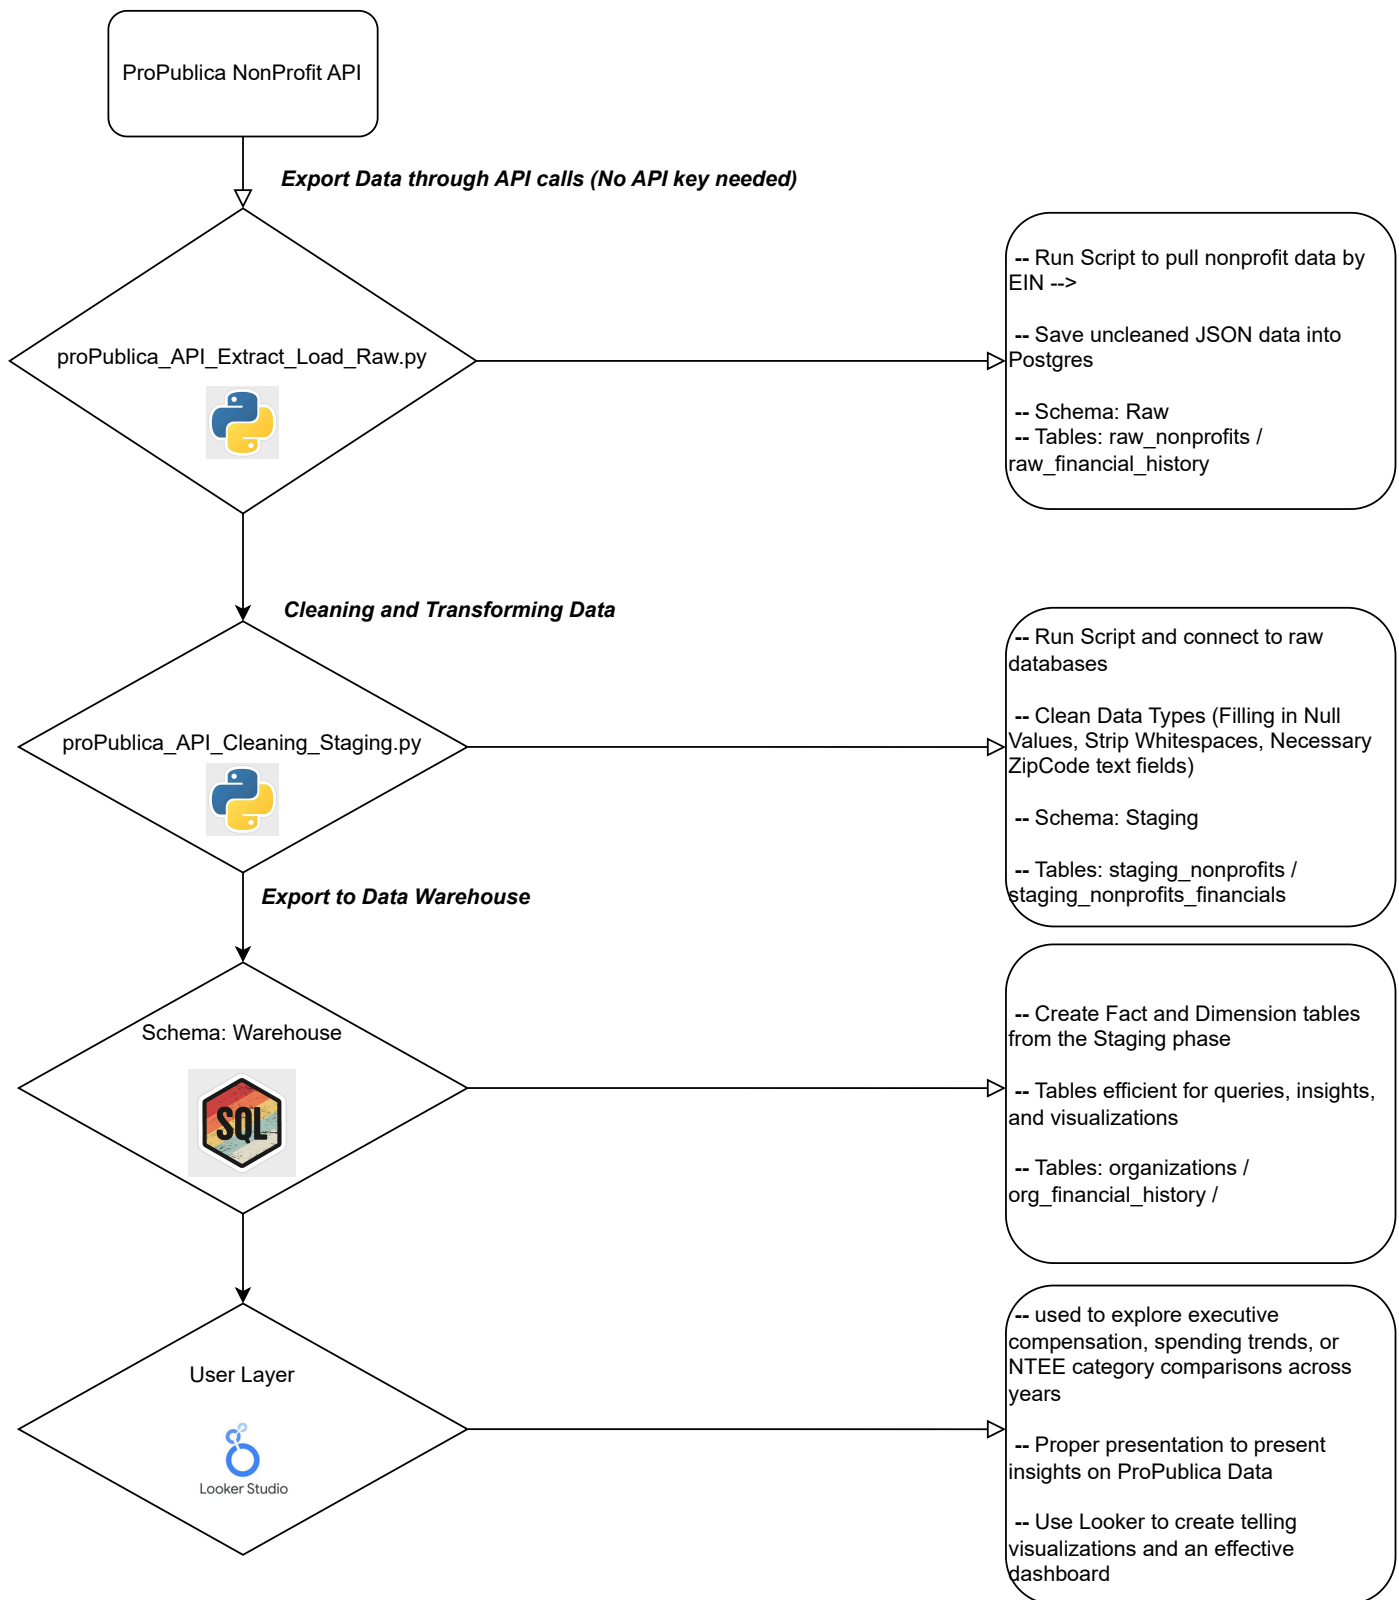 ProPublica NonProfit API
Export Data through API calls (No API key needed)
proPublica_API_Extract_Load_Raw.py
-- Run Script to pull nonprofit data by
EIN -->
-- Save uncleaned JSON data into
Postgres
-- Schema: Raw
-- Tables: raw_nonprofits /
raw_financial_history
Cleaning and Transforming Data
proPublica_API_Cleaning_Staging.py
-- Run Script and connect to raw
databases
-- Clean Data Types (Filling in Null
Values, Strip Whitespaces, Necessary
ZipCode text fields)
-- Schema: Staging
-- Tables: staging_nonprofits /
staging_nonprofits_financials
Export to Data Warehouse
Schema: Warehouse
SQL
-- Create Fact and Dimension tables
from the Staging phase
-- Tables efficient for queries, insights,
and visualizations
-- Tables: organizations /
org_financial_history /
User Layer
Looker Studio
-- used to explore executive
compensation, spending trends, or
NTEE category comparisons across
years
-- Proper presentation to present
insights on ProPublica Data
-- Use Looker to create telling
visualizations and an effective
dashboard